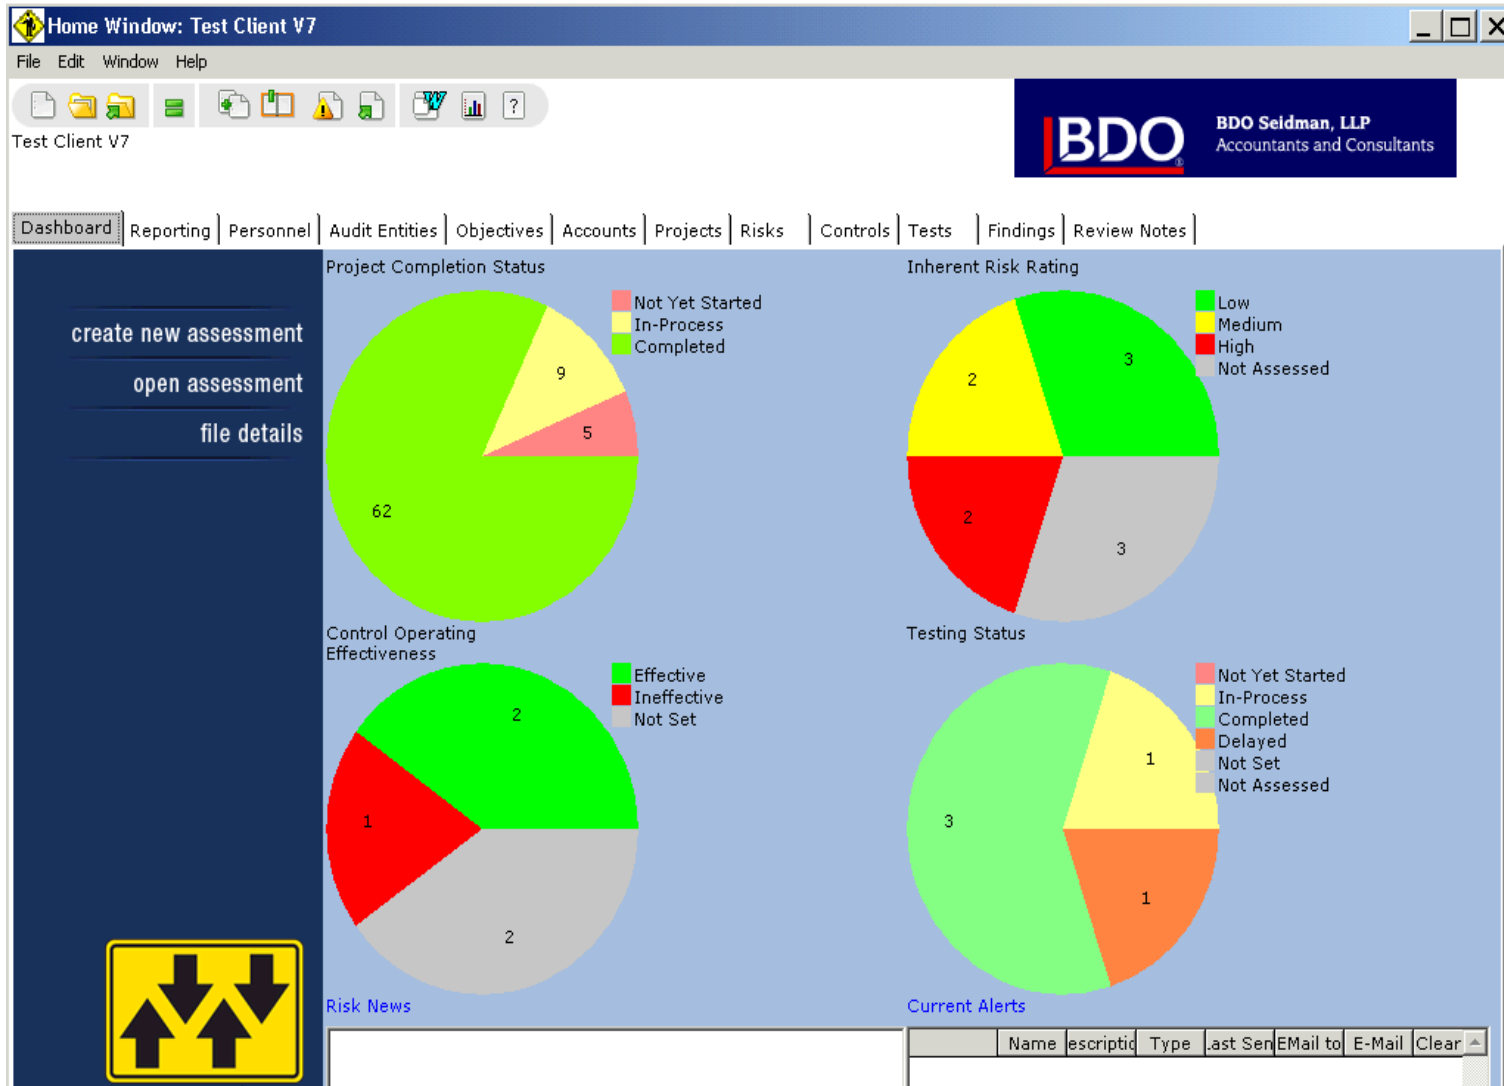 Home Window: Test Client V7
File Edit Window Help
Test Client V7
BDO
BDO Seidman, LLP
Accountants and Consultants
Dashboard Reporting Personnel Audit Entities Objectives Accounts Projects Risks Controls Tests Findings Review Notes
create new assessment
open assessment
file details
Project Completion Status
Not Yet Started
In-Process
Completed
9
5
62
Inherent Risk Rating
Low
Medium
High
Not Assessed
3
2
2
3
Control Operating
Effectiveness
Effective
Ineffective
Not Set
2
1
2
Testing Status
Not Yet Started
In-Process
Completed
Delayed
Not Set
Not Assessed
1
3
1
Risk News
Current Alerts
Name escriptic Type .ast Sen EMail to E-Mail Clear